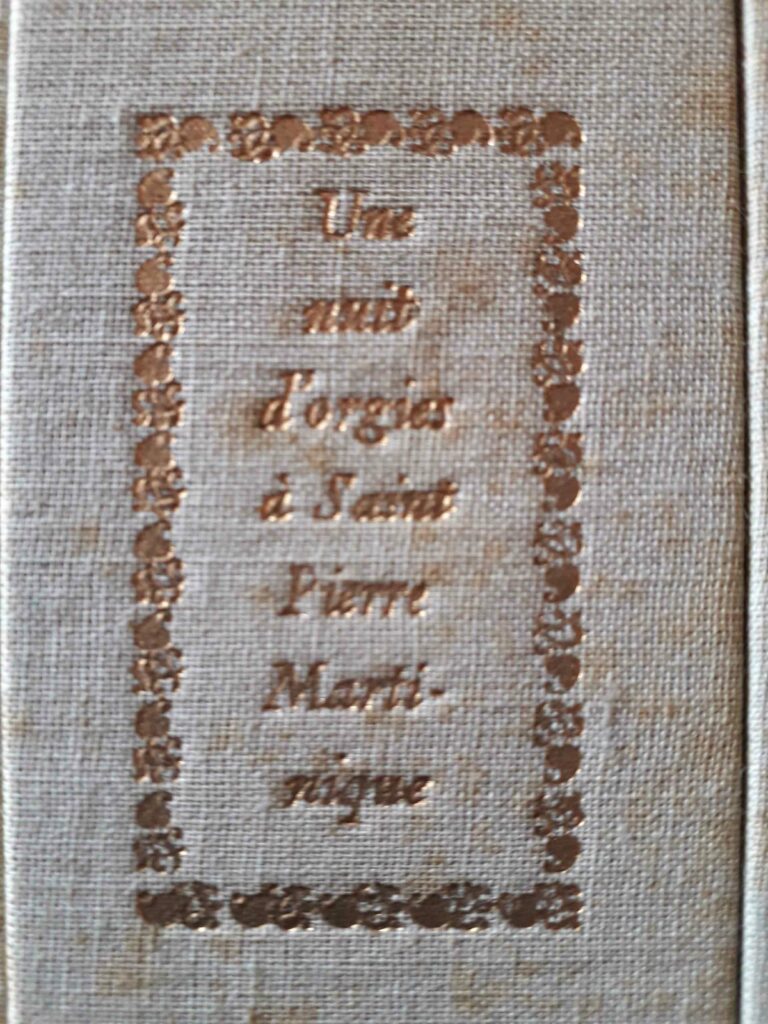 Une
nuit
d'orgies
à Saint
Pierre
Marti-
nique